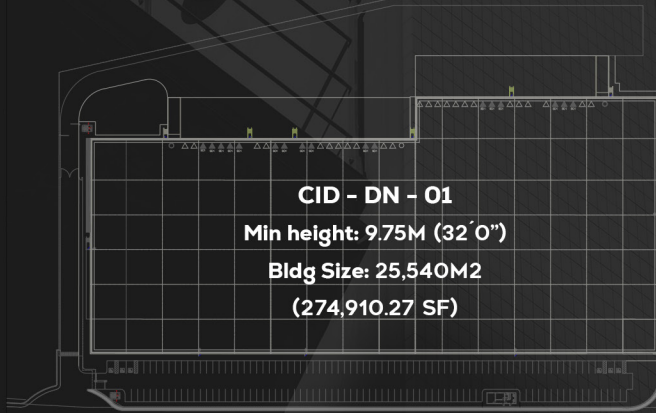 CID - DN - 01
Min height: 9.75M (32´0”)
Bldg Size: 25,540M2
(274,910.27 SF)